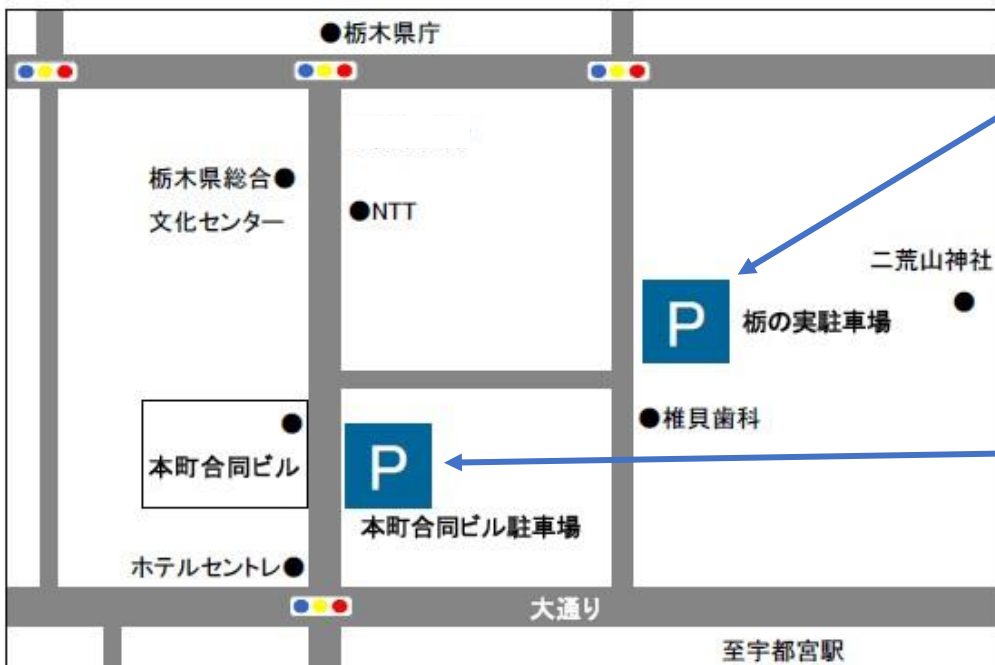 ●栃木県庁
栃木県総合●
文化センター
●NTT
二荒山神社
●
P
栃の実駐車場
●椎貝歯科
●
本町合同ビル
P
本町合同ビル駐車場
ホテルセントレ●
大通り
至宇都宮駅